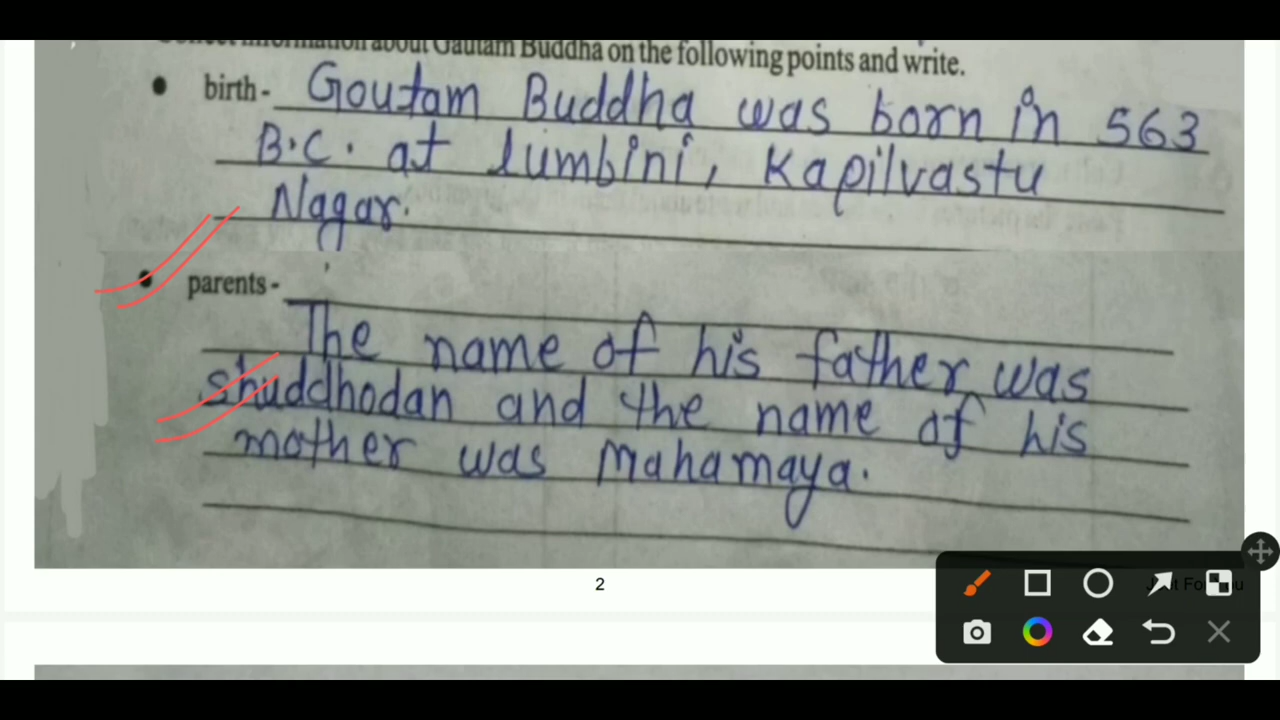 Collect information about Gautam Buddha on the following points and write.
• birth - Goutam Buddha was born in 563
B.C. at lumbini, Kapilvastu
Nagar.
• parents -
The name of his father was
shuddhodan and the name of his
mother was Mahamaya.
2